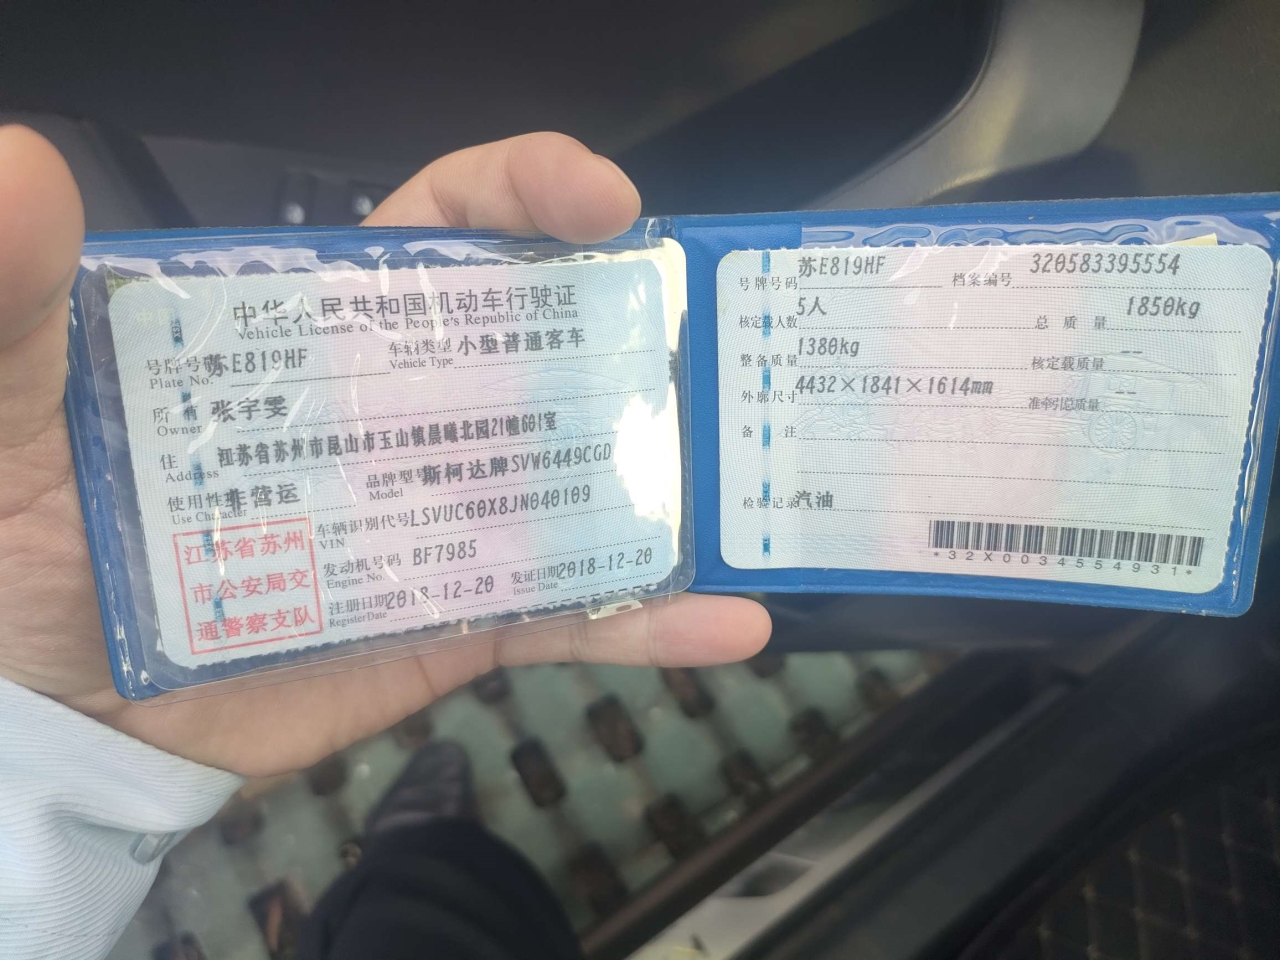 中华人民共和国机动车行驶证
Vehicle License of the People's Republic of China
号牌号码 苏E819HF 车辆类型 小型普通客车
Plate No. Vehicle Type
所有人 张宇雯
Owner
住址 江苏省苏州市昆山市玉山镇晨曦北园21幢601室
Address
使用性质 非营运 品牌型号 斯柯达牌SVW6449CGD
Use Character Model
江苏省苏州
市公安局交
通警察支队
车辆识别代号 LSVUC60X8JN040109
VIN
发动机号码 BF7985
Engine No.
注册日期 2018-12-20 发证日期 2018-12-20
Register Date Issue Date
号牌号码 苏E819HF 档案编号 320583395554
核定载人数 5人 总质量 1850kg
整备质量 1380kg 核定载质量 --
外廓尺寸 4432×1841×1614mm 准牵引总质量 --
备注
检验记录 汽油
*32X0034554931*